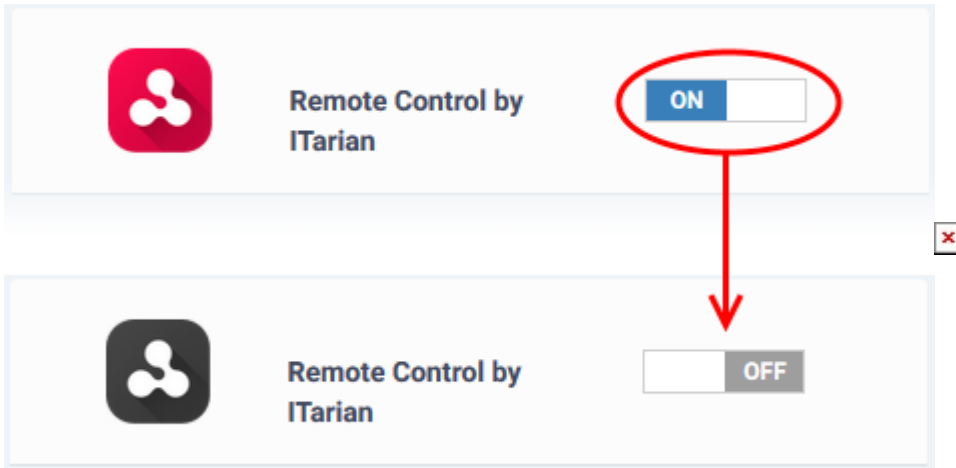 Remote Control by
ITarian
ON
Remote Control by
ITarian
OFF